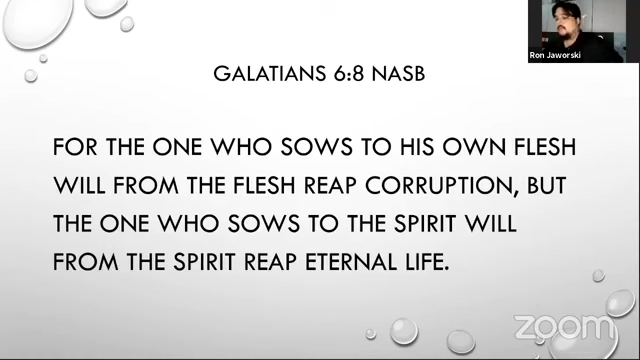 Ron Jaworski
GALATIANS 6:8 NASB
FOR THE ONE WHO SOWS TO HIS OWN FLESH
WILL FROM THE FLESH REAP CORRUPTION, BUT
THE ONE WHO SOWS TO THE SPIRIT WILL
FROM THE SPIRIT REAP ETERNAL LIFE.
zoom